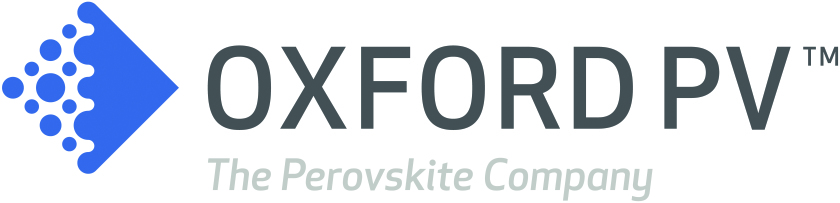 OXFORD PV™
The Perovskite Company